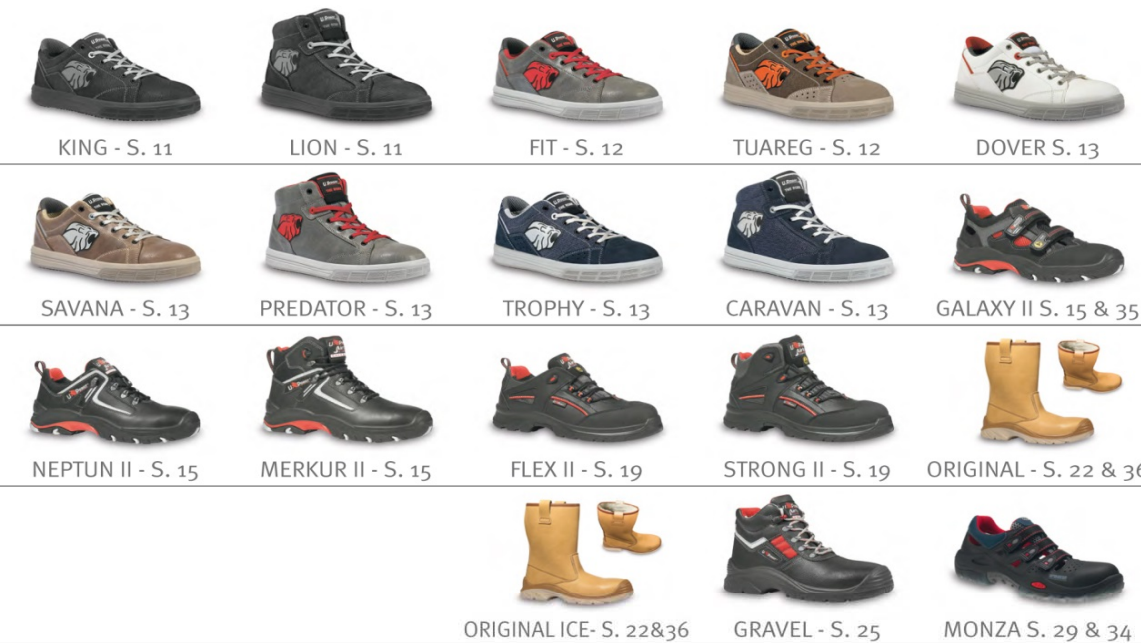 KING - S. 11
LION - S. 11
FIT - S. 12
TUAREG - S. 12
DOVER S. 13
SAVANA - S. 13
PREDATOR - S. 13
TROPHY - S. 13
CARAVAN - S. 13
GALAXY II S. 15 & 35
NEPTUN II - S. 15
MERKUR II - S. 15
FLEX II - S. 19
STRONG II - S. 19
ORIGINAL - S. 22 & 36
ORIGINAL ICE- S. 22&36
GRAVEL - S. 25
MONZA S. 29 & 34